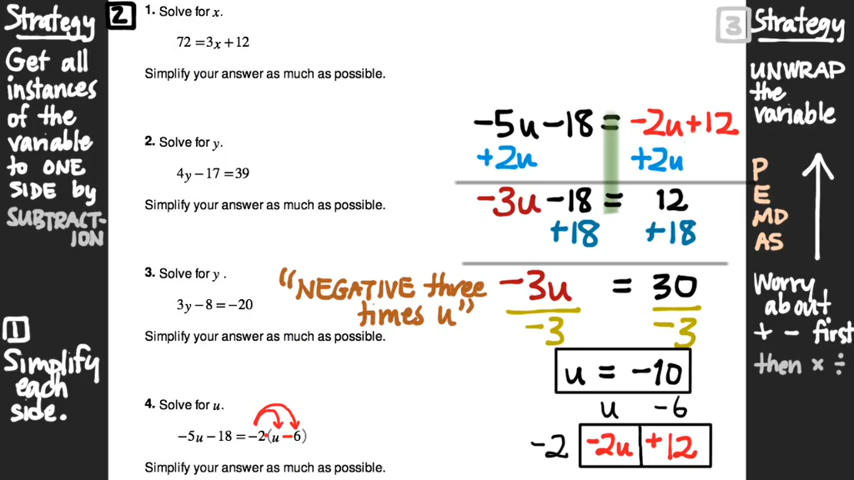 Strategy
2
Get all
instances
of the
variable
to ONE
SIDE by
SUBTRACT-
ION
1
Simplify
each
side.
1. Solve for x.
72 = 3x + 12
Simplify your answer as much as possible.
2. Solve for y.
4y − 17 = 39
Simplify your answer as much as possible.
3. Solve for y .
3y − 8 = −20
Simplify your answer as much as possible.
4. Solve for u.
−5u − 18 = −2(u − 6)
Simplify your answer as much as possible.
-5u -18 = -2u +12
+2u +2u
-3u -18 = 12
+18 +18
"NEGATIVE three
times u"
-3u = 30
-3 -3
u = -10
u -6
-2 -2u +12
3
Strategy
UNWRAP
the
variable
P
E
MD
AS
Worry
about
+ - first
then × ÷